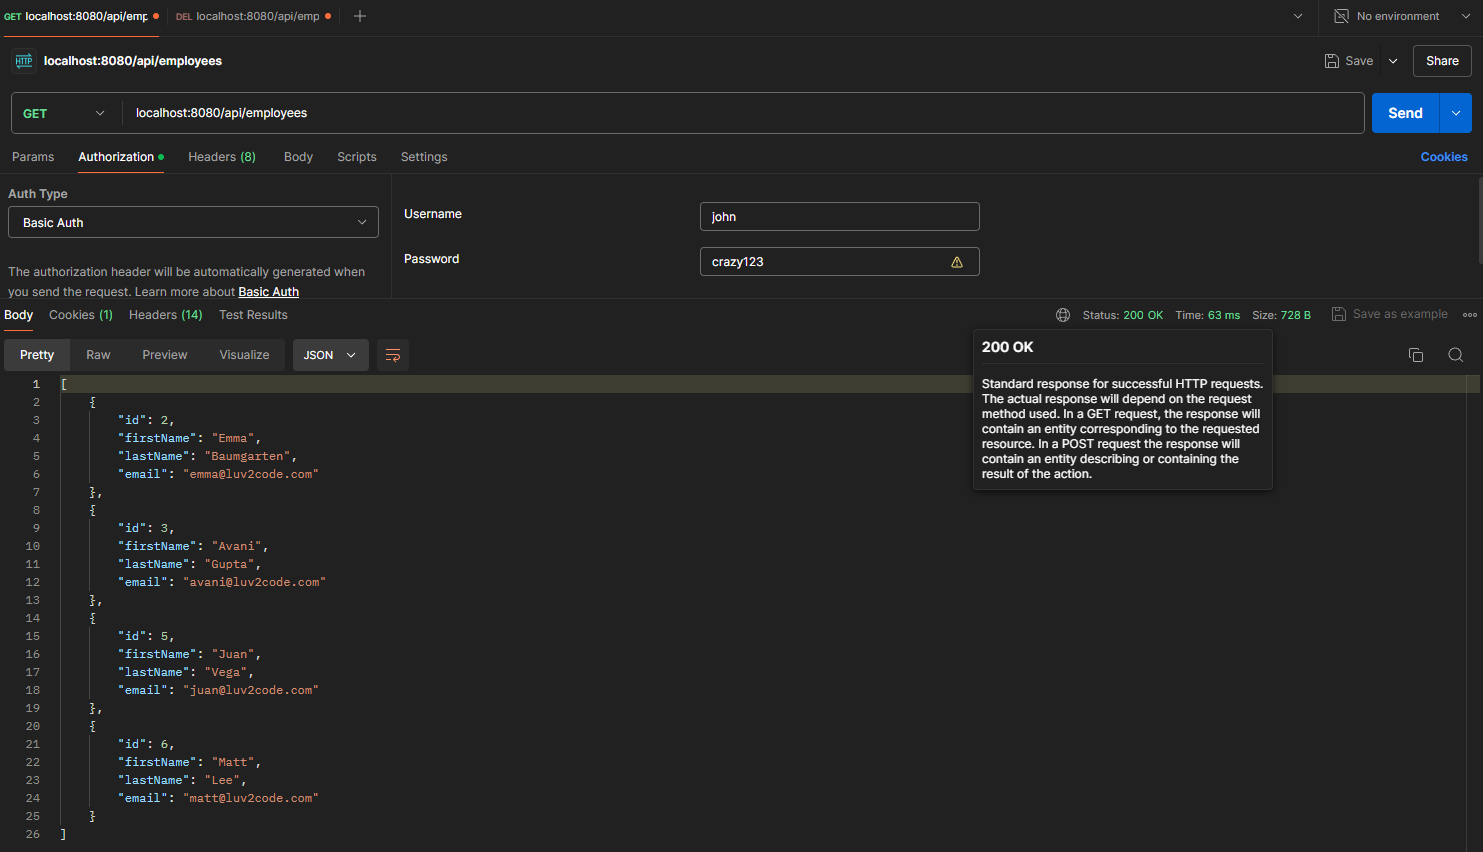 GET localhost:8080/api/emp
DEL localhost:8080/api/emp
No environment
HTTP localhost:8080/api/employees
Save
Share
GET
localhost:8080/api/employees
Send
Params
Authorization
Headers (8)
Body
Scripts
Settings
Cookies
Auth Type
Basic Auth
The authorization header will be automatically generated when
you send the request. Learn more about Basic Auth
Username
john
Password
crazy123
Body
Cookies (1)
Headers (14)
Test Results
Status: 200 OK
Time: 63 ms
Size: 728 B
Save as example
Pretty
Raw
Preview
Visualize
JSON
200 OK
Standard response for successful HTTP requests.
The actual response will depend on the request
method used. In a GET request, the response will
contain an entity corresponding to the requested
resource. In a POST request the response will
contain an entity describing or containing the
result of the action.
1 [
2 {
3 "id": 2,
4 "firstName": "Emma",
5 "lastName": "Baumgarten",
6 "email": "emma@luv2code.com"
7 },
8 {
9 "id": 3,
10 "firstName": "Avani",
11 "lastName": "Gupta",
12 "email": "avani@luv2code.com"
13 },
14 {
15 "id": 5,
16 "firstName": "Juan",
17 "lastName": "Vega",
18 "email": "juan@luv2code.com"
19 },
20 {
21 "id": 6,
22 "firstName": "Matt",
23 "lastName": "Lee",
24 "email": "matt@luv2code.com"
25 }
26 ]